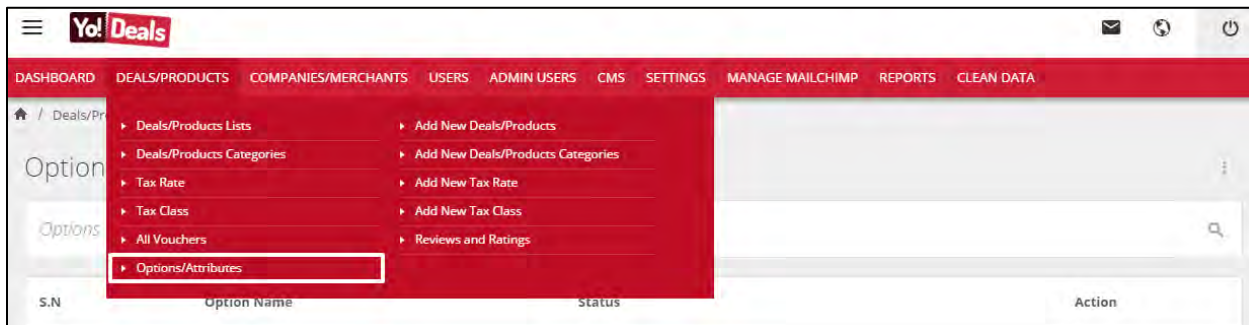 Yo! Deals
DASHBOARD DEALS/PRODUCTS COMPANIES/MERCHANTS USERS ADMIN USERS CMS SETTINGS MANAGE MAILCHIMP REPORTS CLEAN DATA
/ Deals/Pr
Deals/Products Lists Add New Deals/Products
Deals/Products Categories Add New Deals/Products Categories
Option
Tax Rate Add New Tax Rate
Tax Class Add New Tax Class
Options
All Vouchers Reviews and Ratings
Options/Attributes
S.N Option Name Status Action